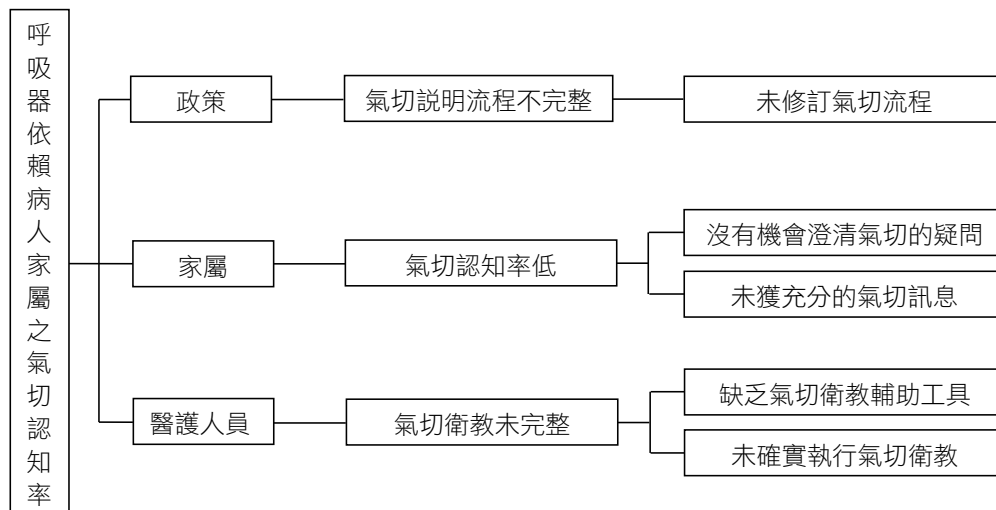 呼吸器依賴病人家屬之氣切認知率
政策
氣切説明流程不完整
未修訂氣切流程
家屬
氣切認知率低
沒有機會澄清氣切的疑問
未獲充分的氣切訊息
醫護人員
氣切衛教未完整
缺乏氣切衛教輔助工具
未確實執行氣切衛教